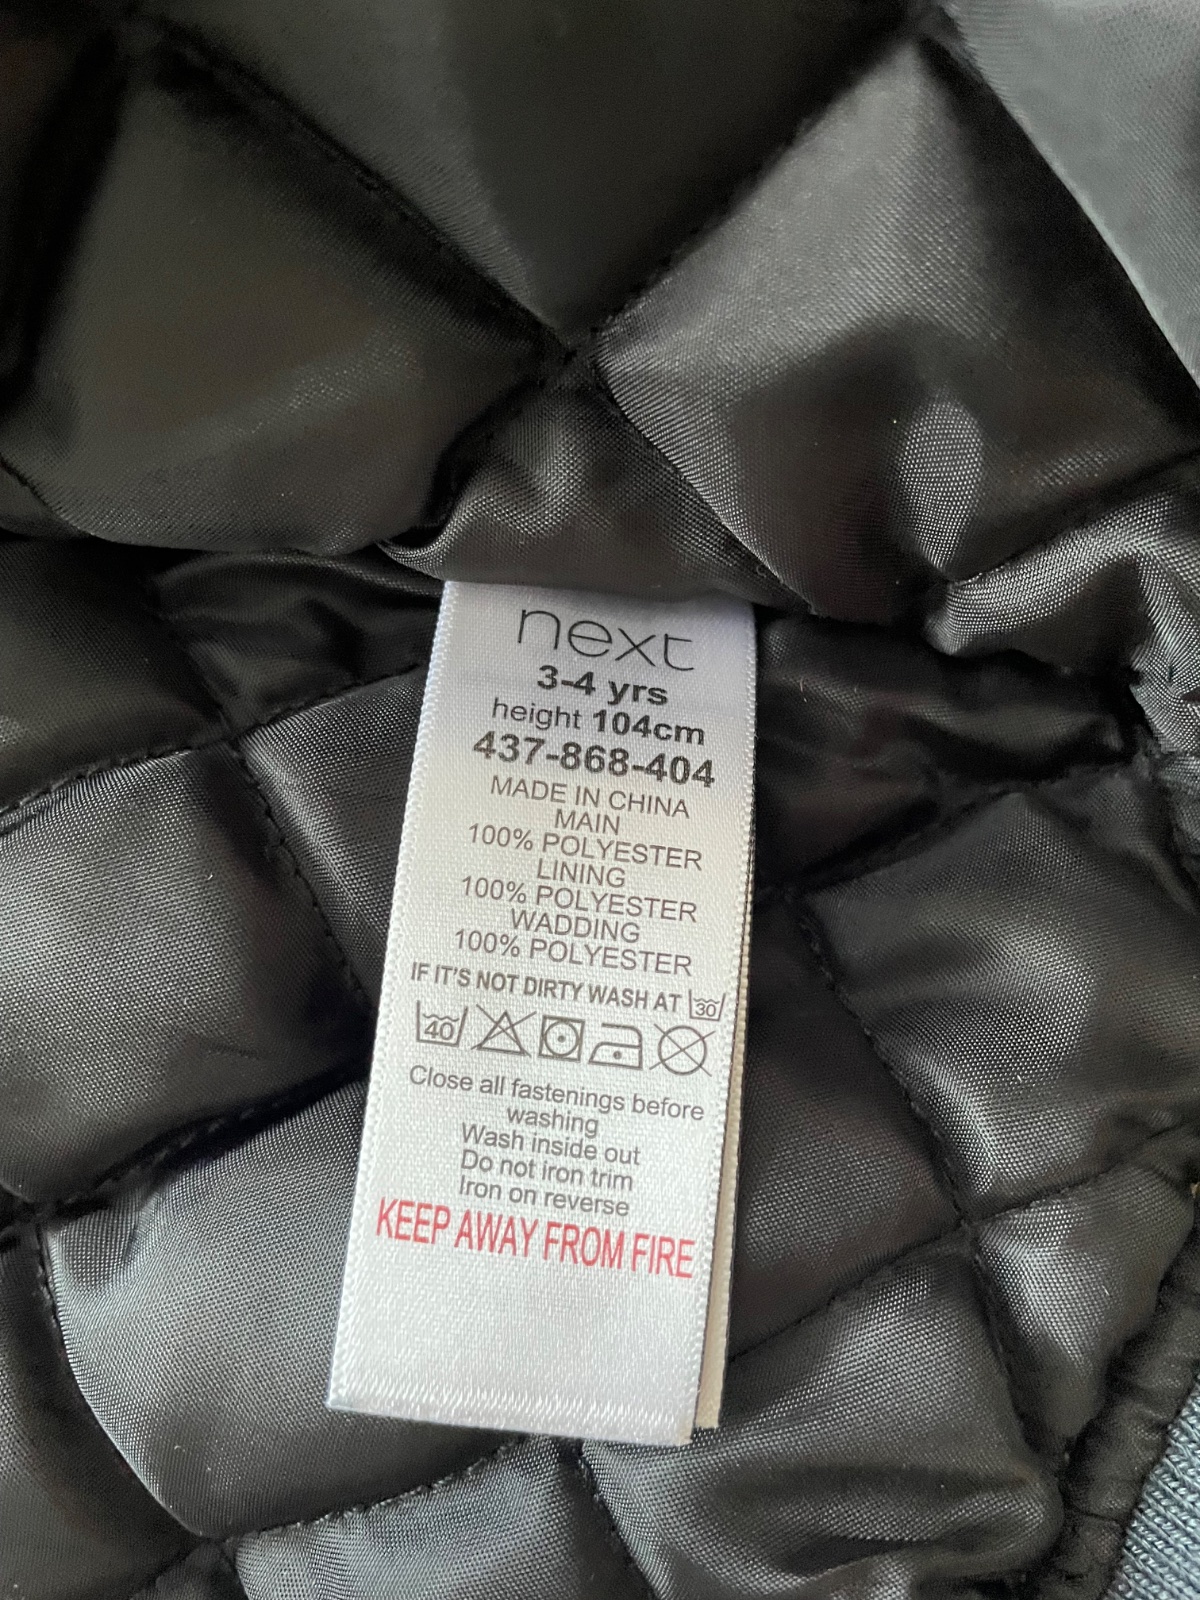 next
3-4 yrs
height 104cm
437-868-404
MADE IN CHINA
MAIN
100% POLYESTER
LINING
100% POLYESTER
WADDING
100% POLYESTER
IF IT'S NOT DIRTY WASH AT 30
40
Close all fastenings before
washing
Wash inside out
Do not iron trim
Iron on reverse
KEEP AWAY FROM FIRE